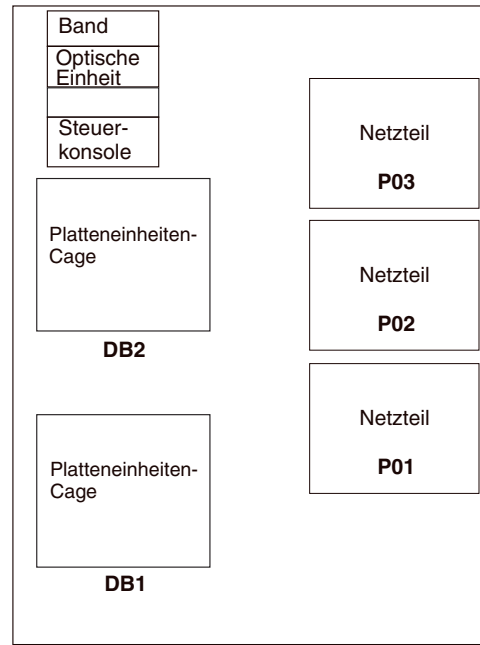 Band
Optische
Einheit
Steuer-
konsole
Platteneinheiten-
Cage
DB2
Platteneinheiten-
Cage
DB1
Netzteil
P03
Netzteil
P02
Netzteil
P01